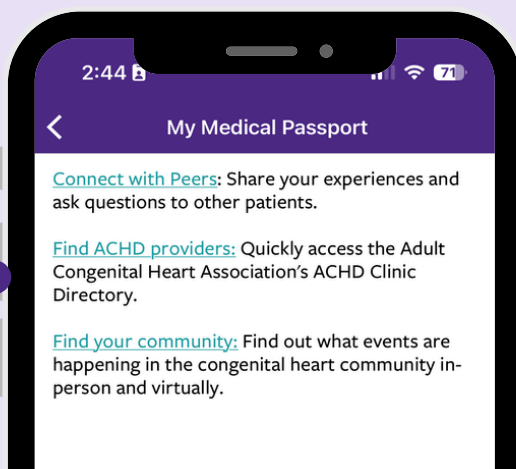 2:44
71
My Medical Passport
Connect with Peers: Share your experiences and
ask questions to other patients.
Find ACHD providers: Quickly access the Adult
Congenital Heart Association's ACHD Clinic
Directory.
Find your community: Find out what events are
happening in the congenital heart community in-
person and virtually.